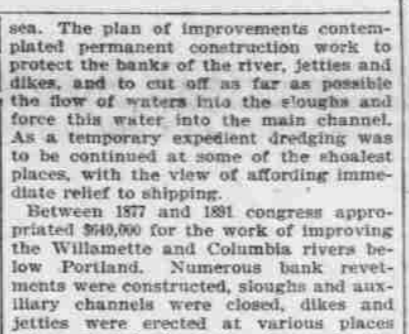 sea. The plan of improvements contem-
plated permanent construction work to
protect the banks of the river, jetties and
dikes, and to cut off as far as possible
the flow of waters into the sloughs and
force this water into the main channel.
As a temporary expedient dredging was
to be continued at some of the shoalest
places, with the view of affording imme-
diate relief to shipping.
Between 1877 and 1891 congress appro-
priated $640,000 for the work of improving
the Willamette and Columbia rivers be-
low Portland. Numerous bank revet-
ments were constructed, sloughs and aux-
iliary channels were closed, dikes and
jetties were erected at various places